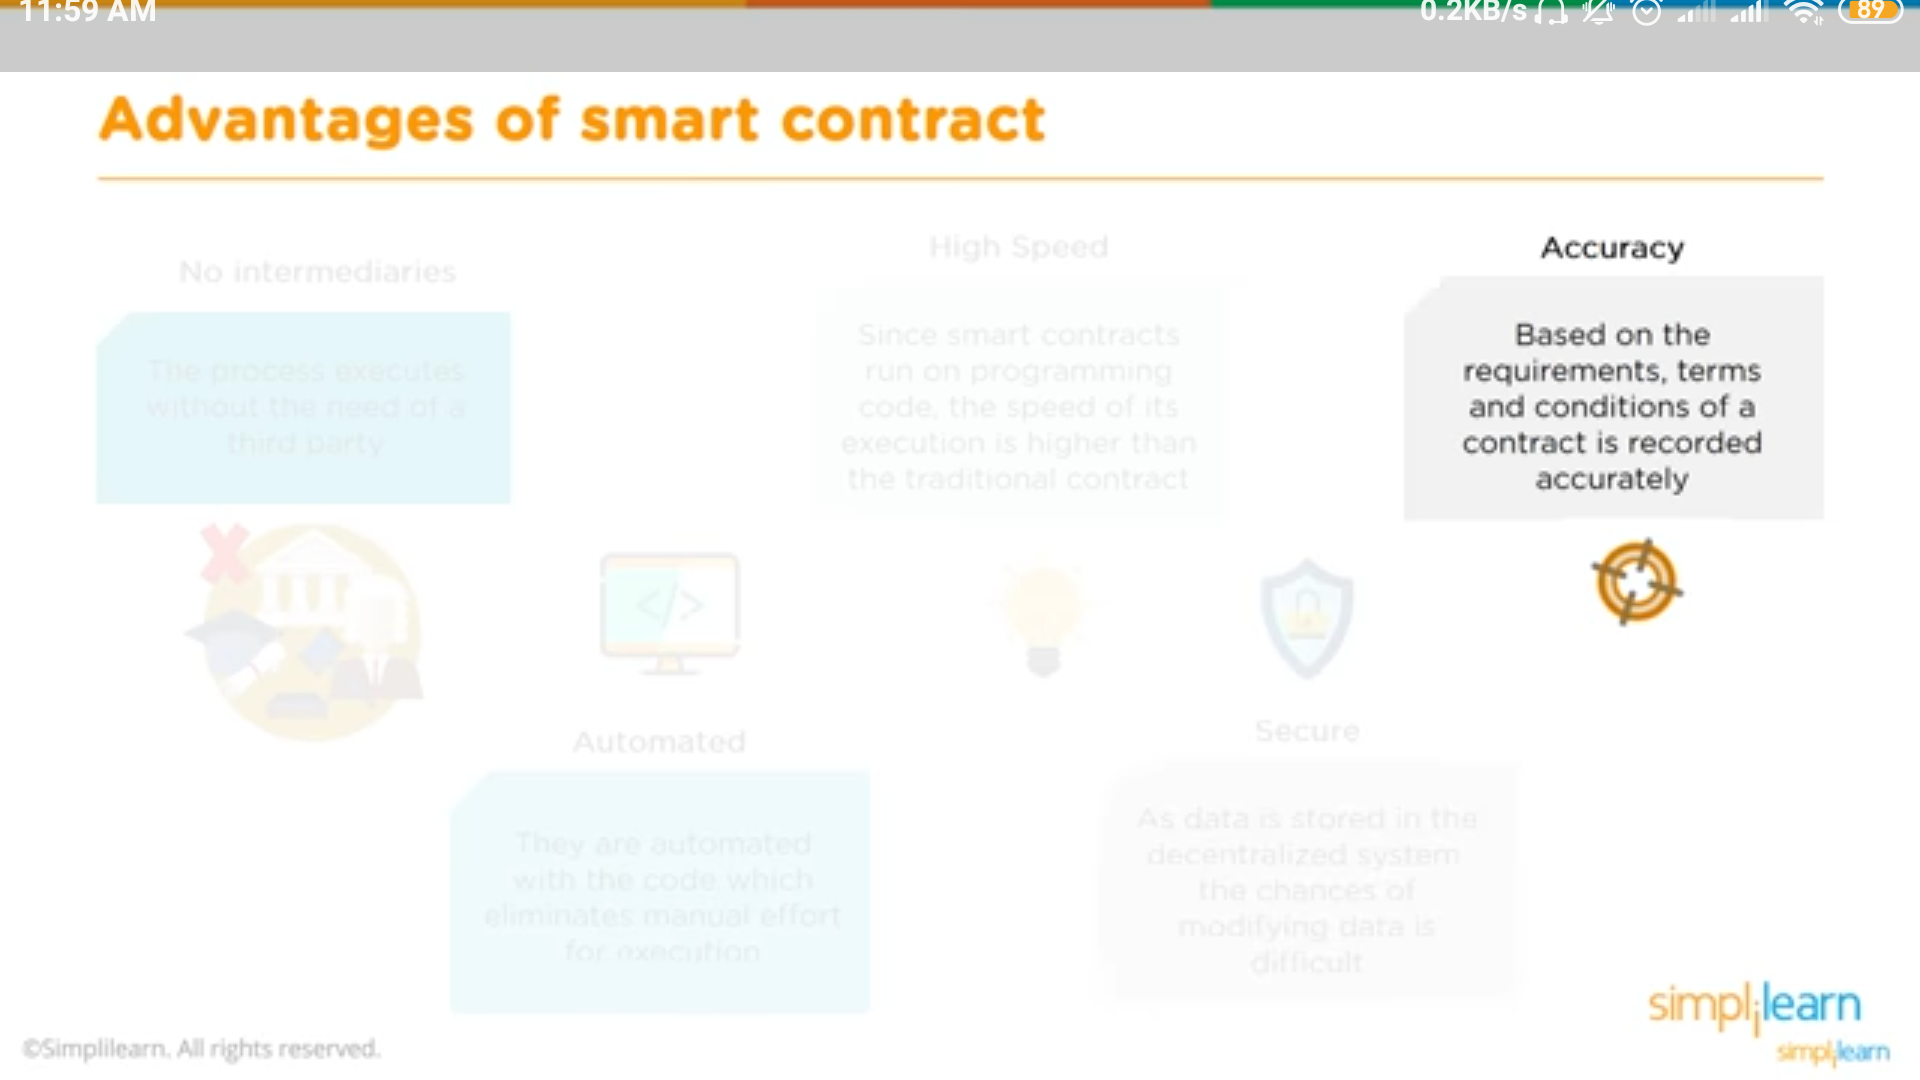 11:59 AM
0.2KB/s
89
Advantages of smart contract
No intermediaries
The process executes
without the need of a
third party
High Speed
Since smart contracts
run on programming
code, the speed of its
execution is higher than
the traditional contract
Accuracy
Based on the
requirements, terms
and conditions of a
contract is recorded
accurately
</>
Automated
They are automated
with the code which
eliminates manual effort
for execution
Secure
As data is stored in the
decentralized system
the chances of
modifying data is
difficult
©Simplilearn. All rights reserved.
simplilearn
simplilearn